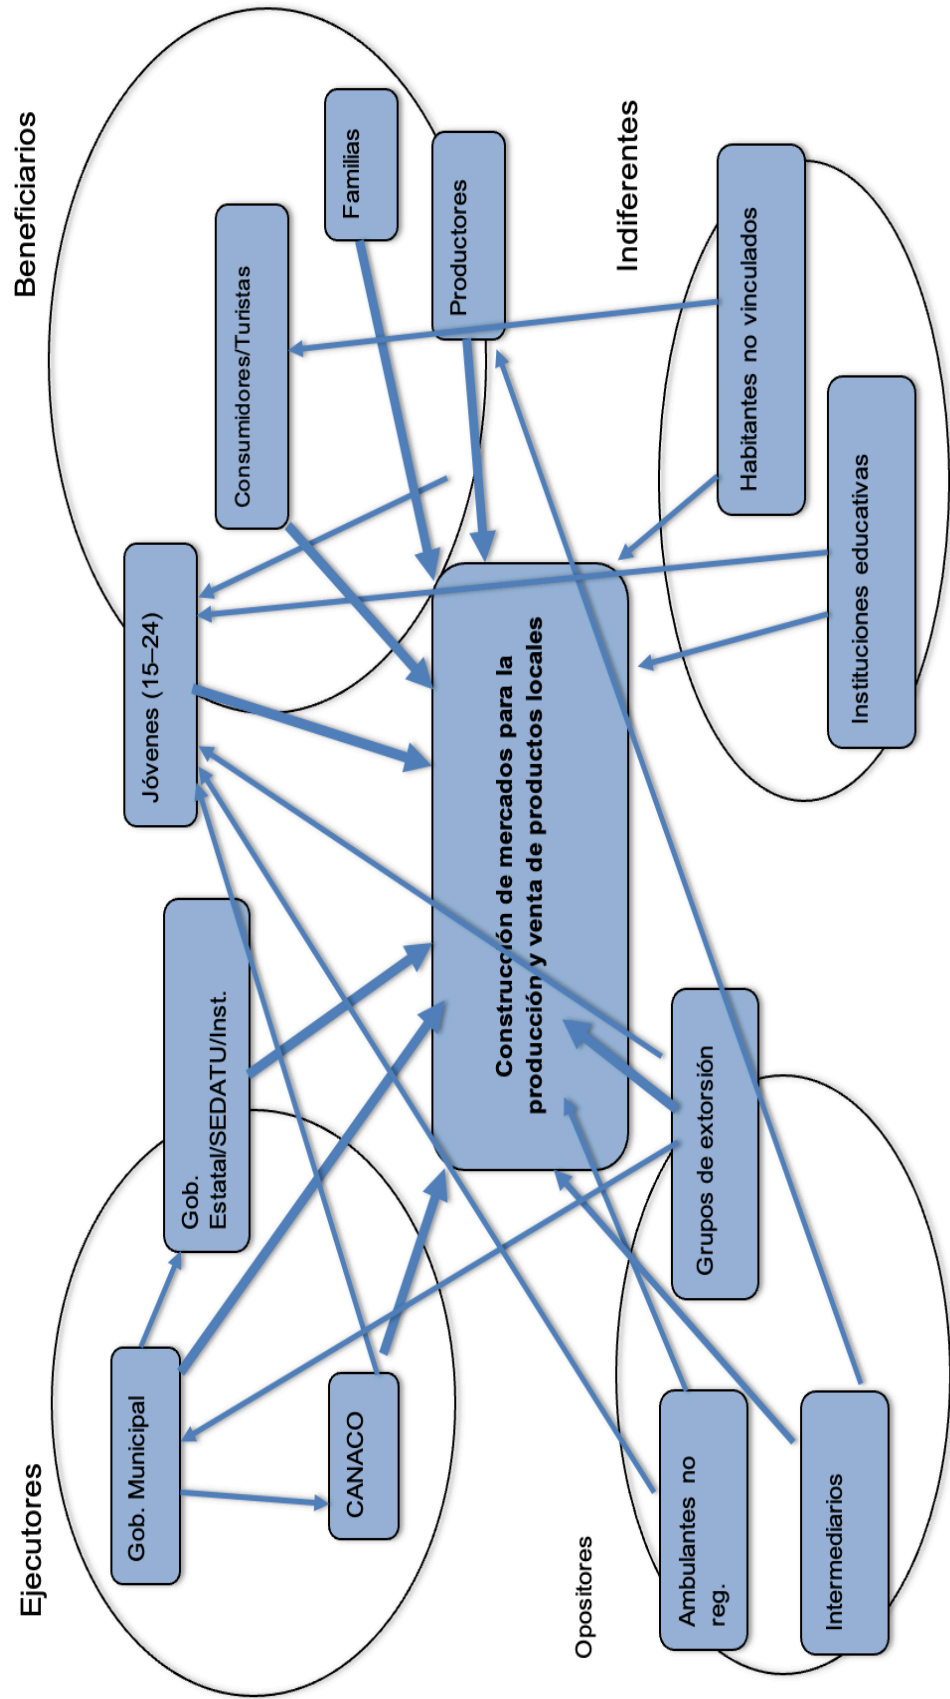 Ejecutores
Beneficiarios
Gob. Municipal
Gob.
Estatal/SEDATU/Inst.
CANACO
Jóvenes (15–24)
Consumidores/Turistas
Familias
Productores
Construcción de mercados para la
producción y venta de productos locales
Opositores
Ambulantes no
reg.
Intermediarios
Grupos de extorsión
Indiferentes
Habitantes no vinculados
Instituciones educativas